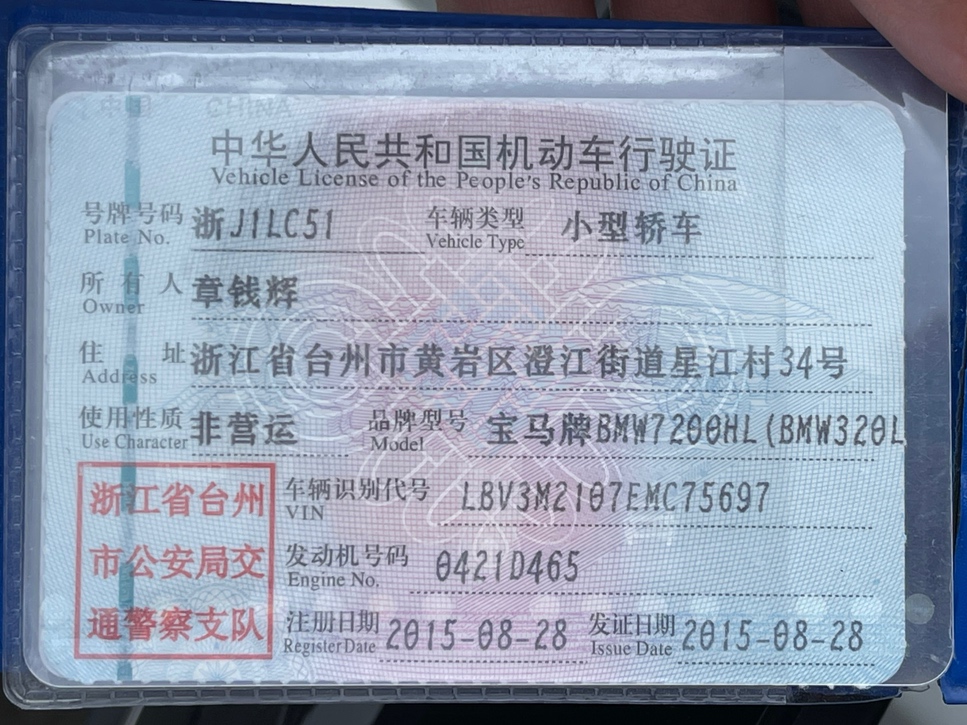 中华人民共和国机动车行驶证
Vehicle License of the People's Republic of China
号牌号码 浙J1LC51 车辆类型 小型轿车
Plate No. Vehicle Type
所有人 章钱辉
Owner
住址 浙江省台州市黄岩区澄江街道星江村34号
Address
使用性质 非营运 品牌型号 宝马牌BMW7200HL(BMW320L
Use Character Model
浙江省台州
市公安局交
通警察支队
车辆识别代号 LBV3M2107EMC75697
VIN
发动机号码 0421D465
Engine No.
注册日期 2015-08-28 发证日期 2015-08-28
Register Date Issue Date